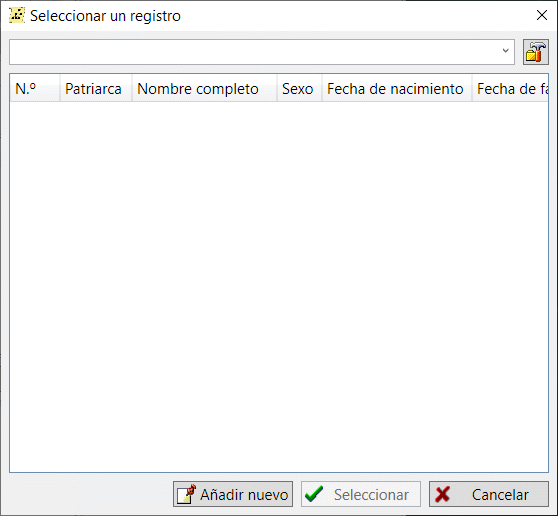 Seleccionar un registro
N.º Patriarca Nombre completo Sexo Fecha de nacimiento Fecha de fa
Añadir nuevo Seleccionar Cancelar